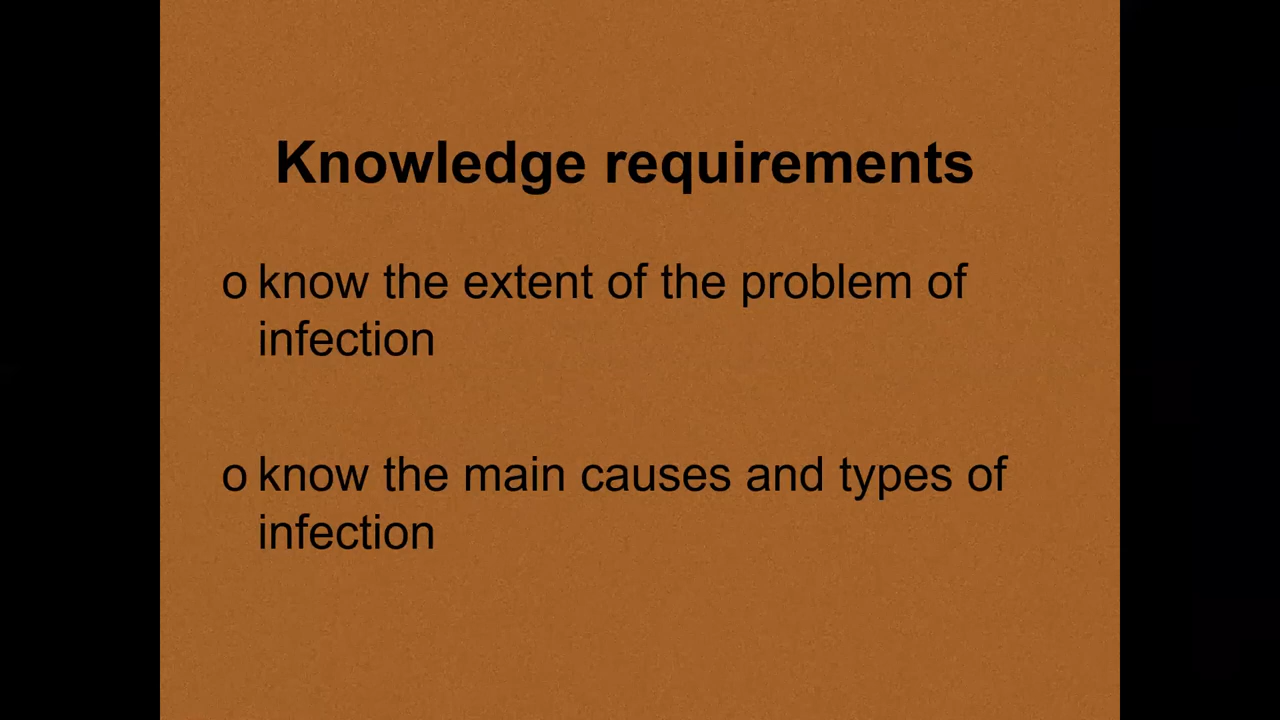 Knowledge requirements
o know the extent of the problem of
infection
o know the main causes and types of
infection